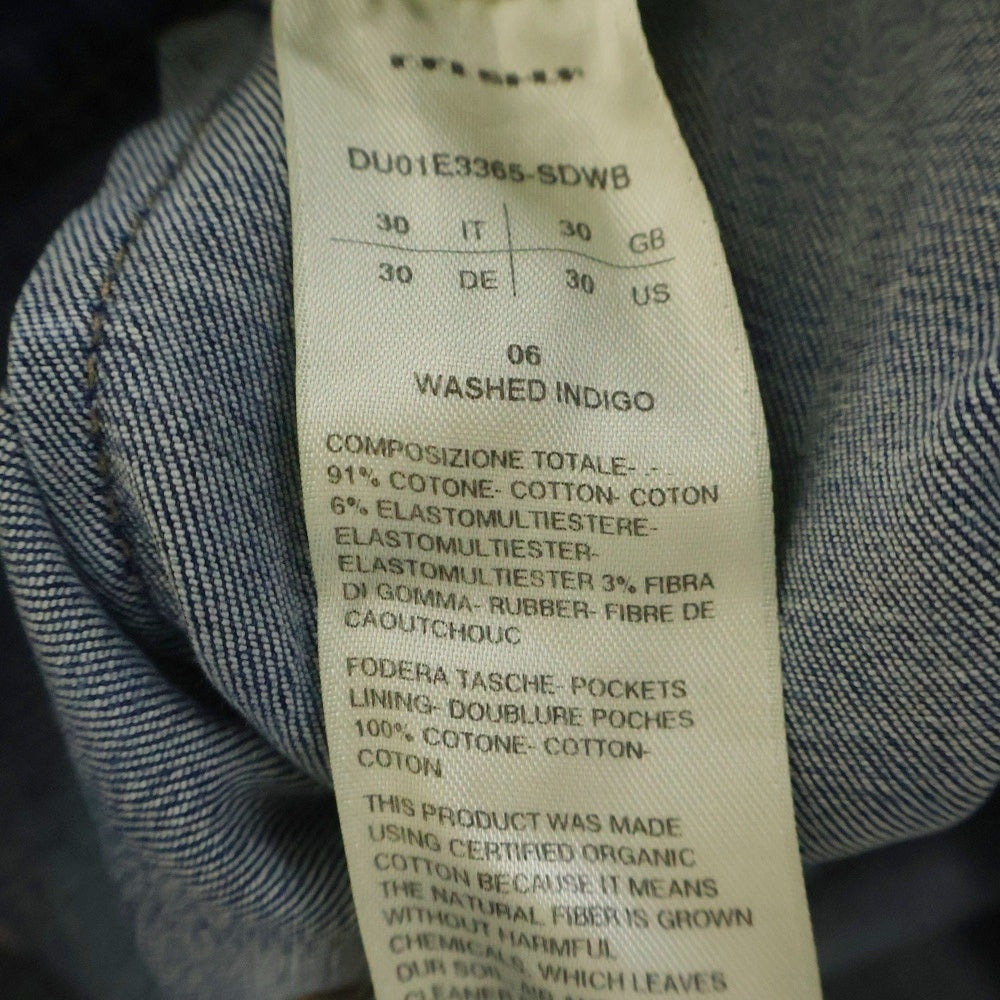 DU01E3365-SDWB
30 IT 30 GB
30 DE 30 US
06
WASHED INDIGO
COMPOSIZIONE TOTALE- .-
91% COTONE- COTTON- COTON
6% ELASTOMULTIESTERE-
ELASTOMULTIESTER-
ELASTOMULTIESTER 3% FIBRA
DI GOMMA- RUBBER- FIBRE DE
CAOUTCHOUC
FODERA TASCHE- POCKETS
LINING- DOUBLURE POCHES
100% COTONE- COTTON-
COTON
THIS PRODUCT WAS MADE
USING CERTIFIED ORGANIC
COTTON BECAUSE IT MEANS
THE NATURAL FIBER IS GROWN
WITHOUT HARMFUL
CHEMICALS, WHICH LEAVES
OUR SOIL
CLEANER